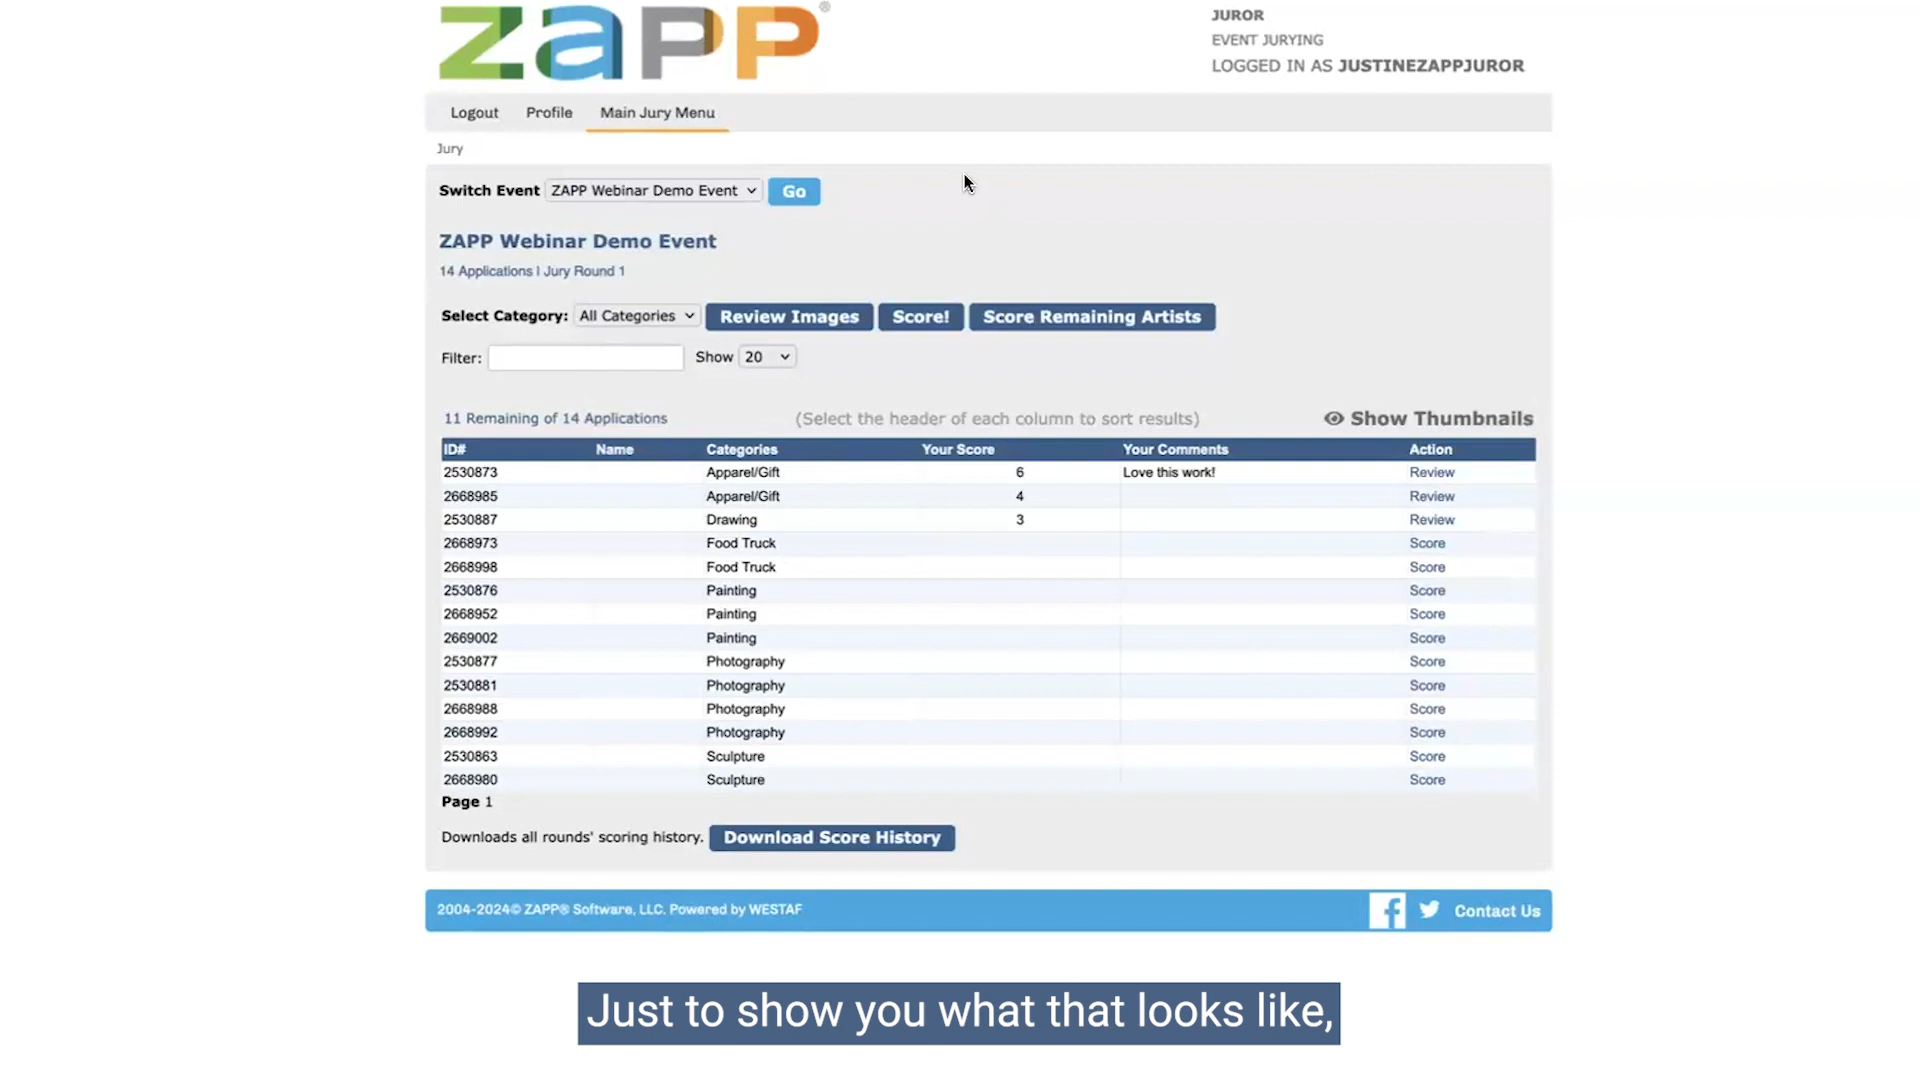 zapp®
JUROR
EVENT JURYING
LOGGED IN AS JUSTINEZAPPJUROR
Logout Profile Main Jury Menu
Jury
Switch Event ZAPP Webinar Demo Event Go
ZAPP Webinar Demo Event
14 Applications | Jury Round 1
Select Category: All Categories Review Images Score! Score Remaining Artists
Filter: Show 20
11 Remaining of 14 Applications (Select the header of each column to sort results) Show Thumbnails
ID# Name Categories Your Score Your Comments Action
2530873 Apparel/Gift 6 Love this work! Review
2668985 Apparel/Gift 4 Review
2530887 Drawing 3 Review
2668973 Food Truck Score
2668998 Food Truck Score
2530876 Painting Score
2668952 Painting Score
2669002 Painting Score
2530877 Photography Score
2530881 Photography Score
2668988 Photography Score
2668992 Photography Score
2530863 Sculpture Score
2668980 Sculpture Score
Page 1
Downloads all rounds' scoring history. Download Score History
2004-2024© ZAPP® Software, LLC. Powered by WESTAF Contact Us
Just to show you what that looks like,